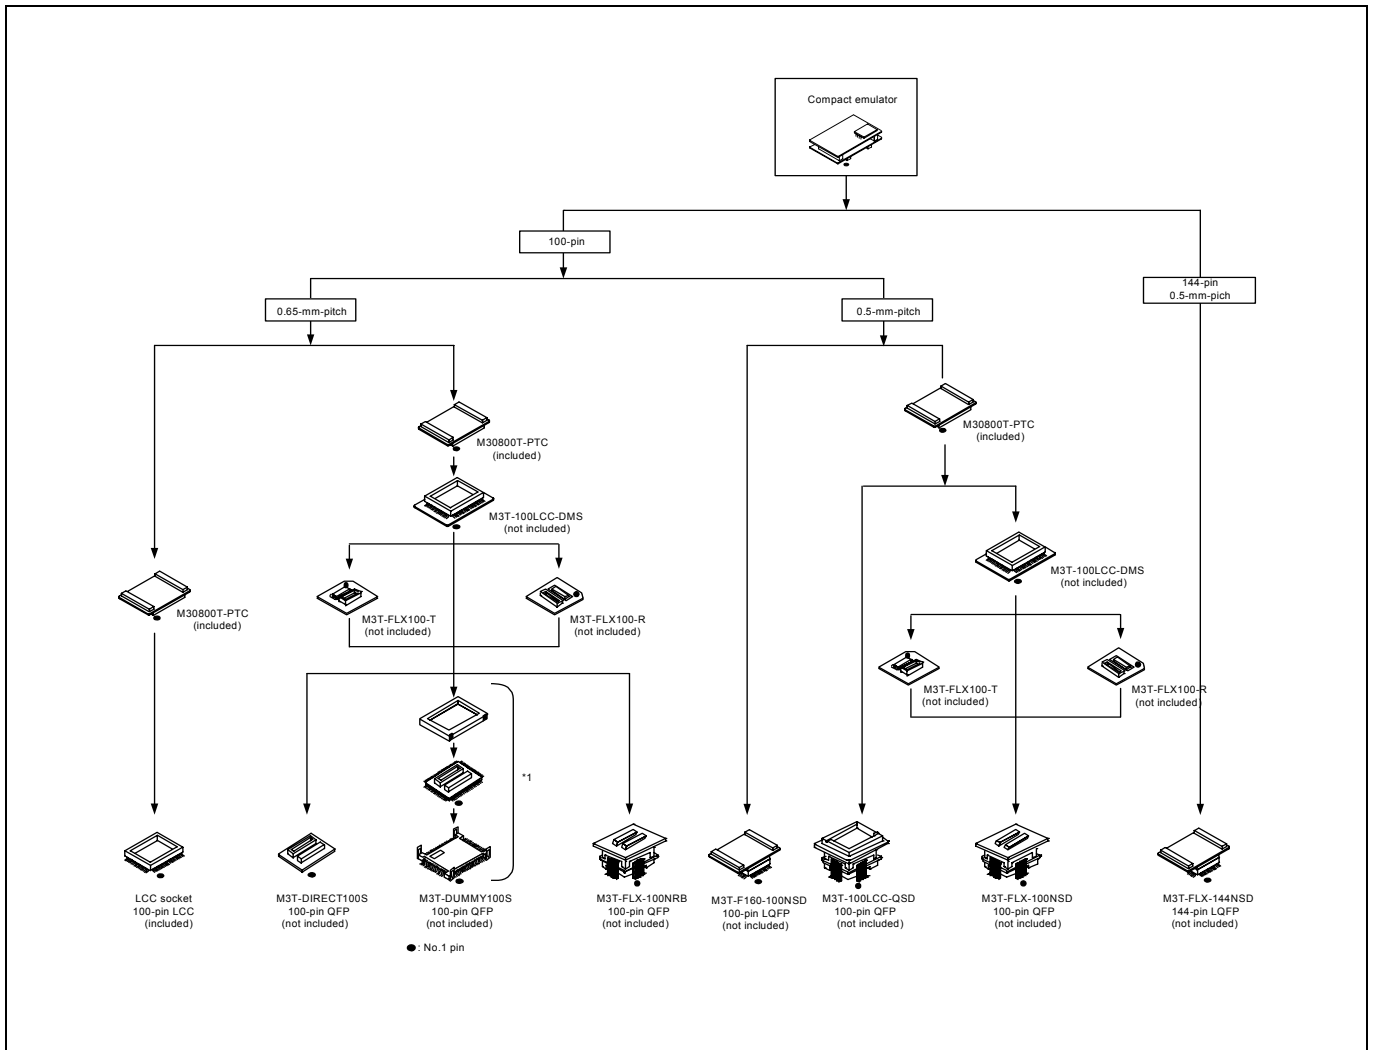 Compact emulator
100-pin
0.65-mm-pitch
0.5-mm-pitch
144-pin
0.5-mm-pich
M30800T-PTC
(included)
M30800T-PTC
(included)
M3T-100LCC-DMS
(not included)
M3T-100LCC-DMS
(not included)
M30800T-PTC
(included)
M3T-FLX100-T
(not included)
M3T-FLX100-R
(not included)
M3T-FLX100-T
(not included)
M3T-FLX100-R
(not included)
*1
LCC socket
100-pin LCC
(included)
M3T-DIRECT100S
100-pin QFP
(not included)
M3T-DUMMY100S
100-pin QFP
(not included)
M3T-FLX-100NRB
100-pin QFP
(not included)
M3T-F160-100NSD
100-pin LQFP
(not included)
M3T-100LCC-QSD
100-pin QFP
(not included)
M3T-FLX-100NSD
100-pin QFP
(not included)
M3T-FLX-144NSD
144-pin LQFP
(not included)
●: No.1 pin